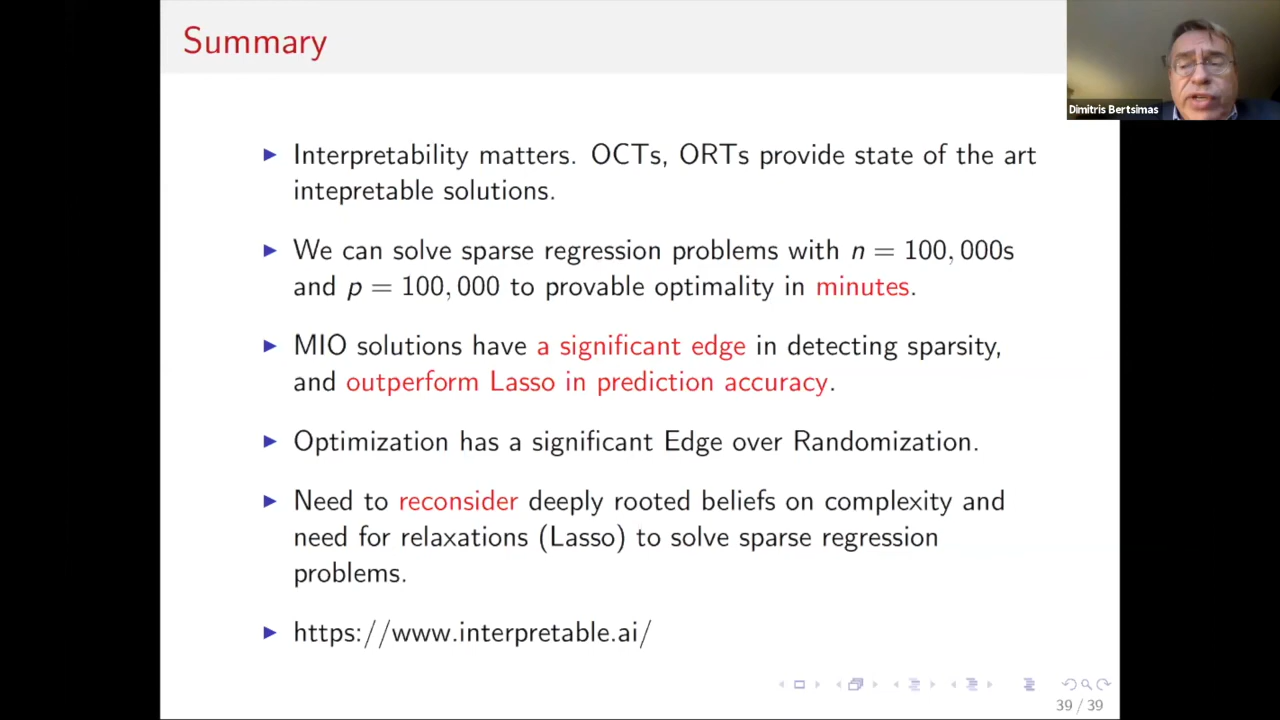 Summary
Dimitris Bertsimas
Interpretability matters. OCTs, ORTs provide state of the art
intepretable solutions.
We can solve sparse regression problems with n = 100, 000s
and p = 100, 000 to provable optimality in minutes.
MIO solutions have a significant edge in detecting sparsity,
and outperform Lasso in prediction accuracy.
Optimization has a significant Edge over Randomization.
Need to reconsider deeply rooted beliefs on complexity and
need for relaxations (Lasso) to solve sparse regression
problems.
https://www.interpretable.ai/
39 / 39